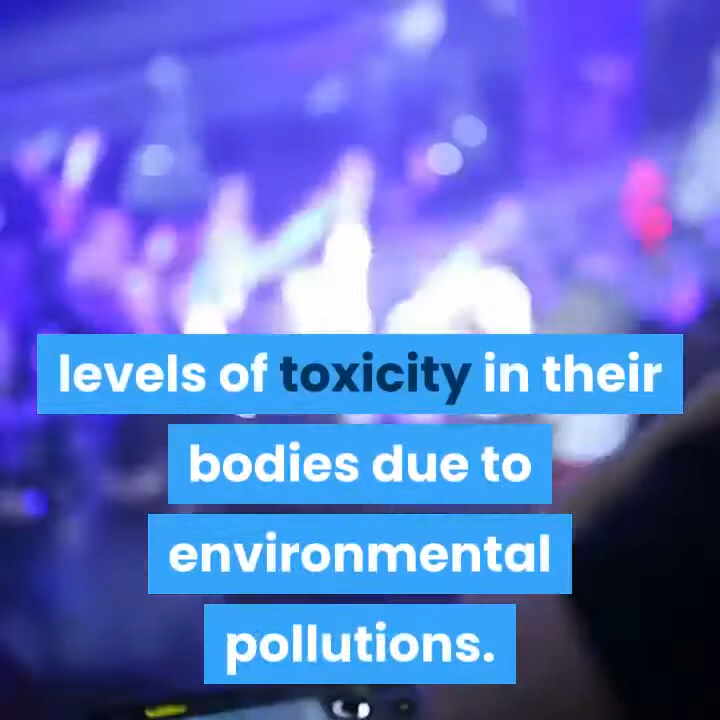 levels of toxicity in their
bodies due to
environmental
pollutions.